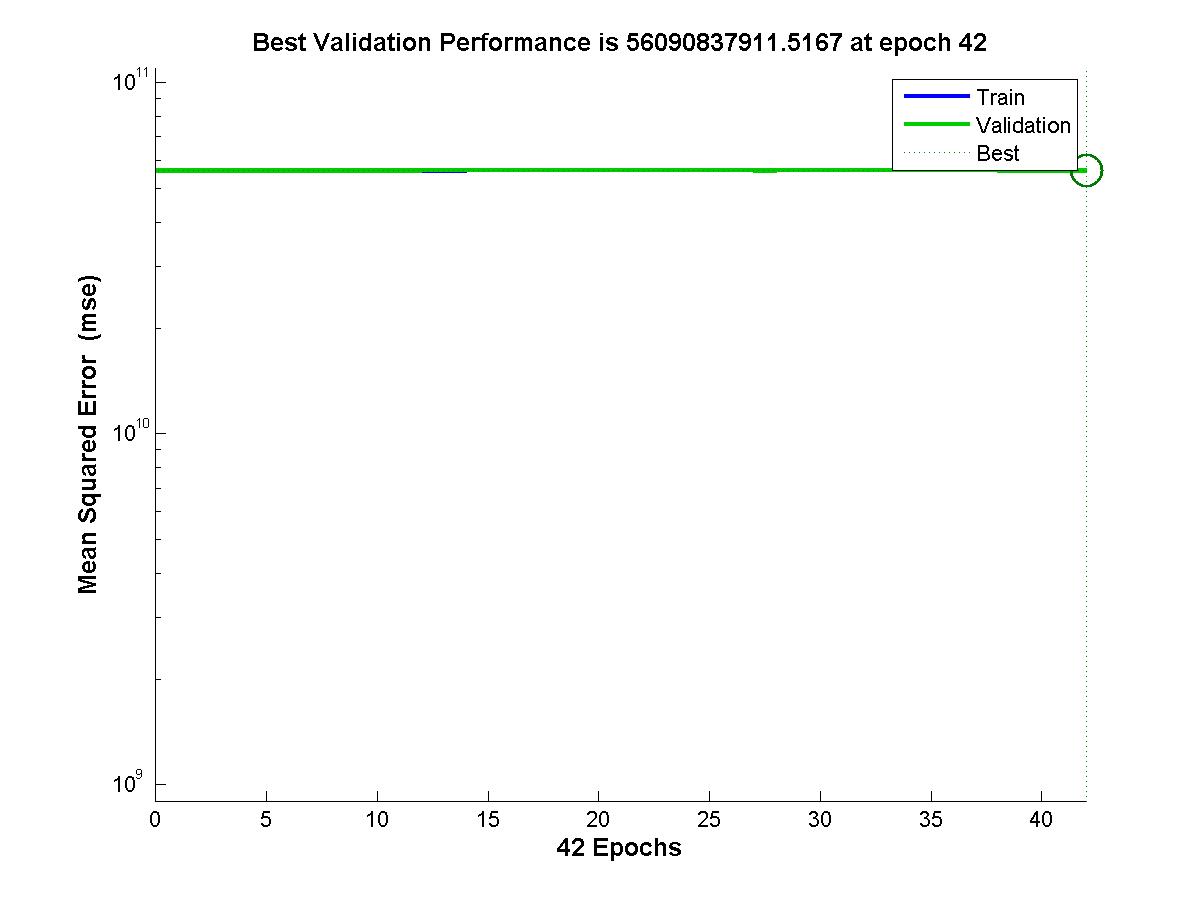 Best Validation Performance is 56090837911.5167 at epoch 42
10^11
Train
Validation
Best
10^10
Mean Squared Error (mse)
10^9
0 5 10 15 20 25 30 35 40
42 Epochs